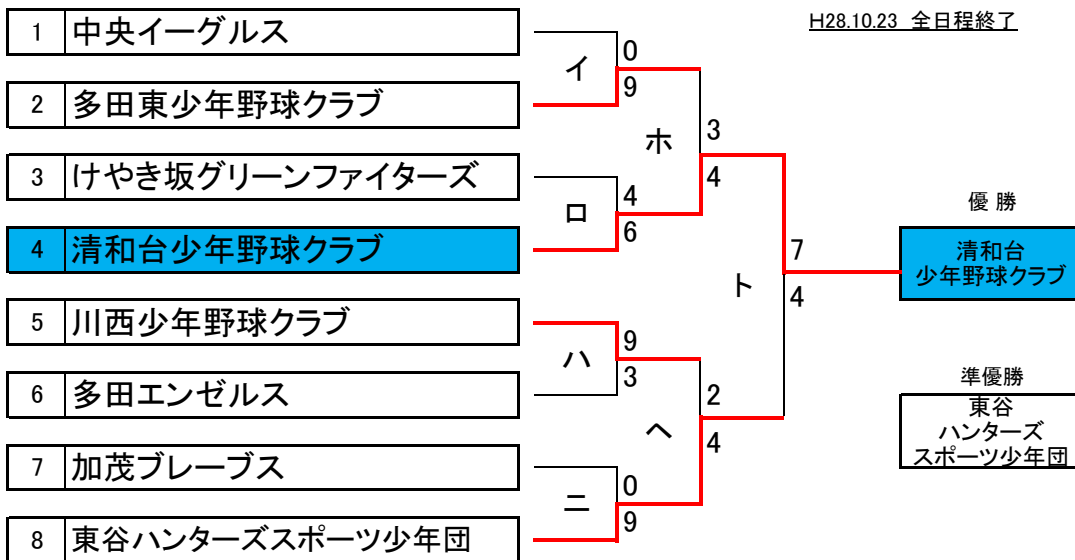 H28.10.23 全日程終了
1 中央イーグルス
2 多田東少年野球クラブ
3 けやき坂グリーンファイターズ
4 清和台少年野球クラブ
5 川西少年野球クラブ
6 多田エンゼルス
7 加茂ブレーブス
8 東谷ハンターズスポーツ少年団
イ
0
9
ロ
4
6
ハ
9
3
ニ
0
9
ホ
3
4
ヘ
2
4
ト
7
4
優 勝
清和台
少年野球クラブ
準優勝
東谷
ハンターズ
スポーツ少年団